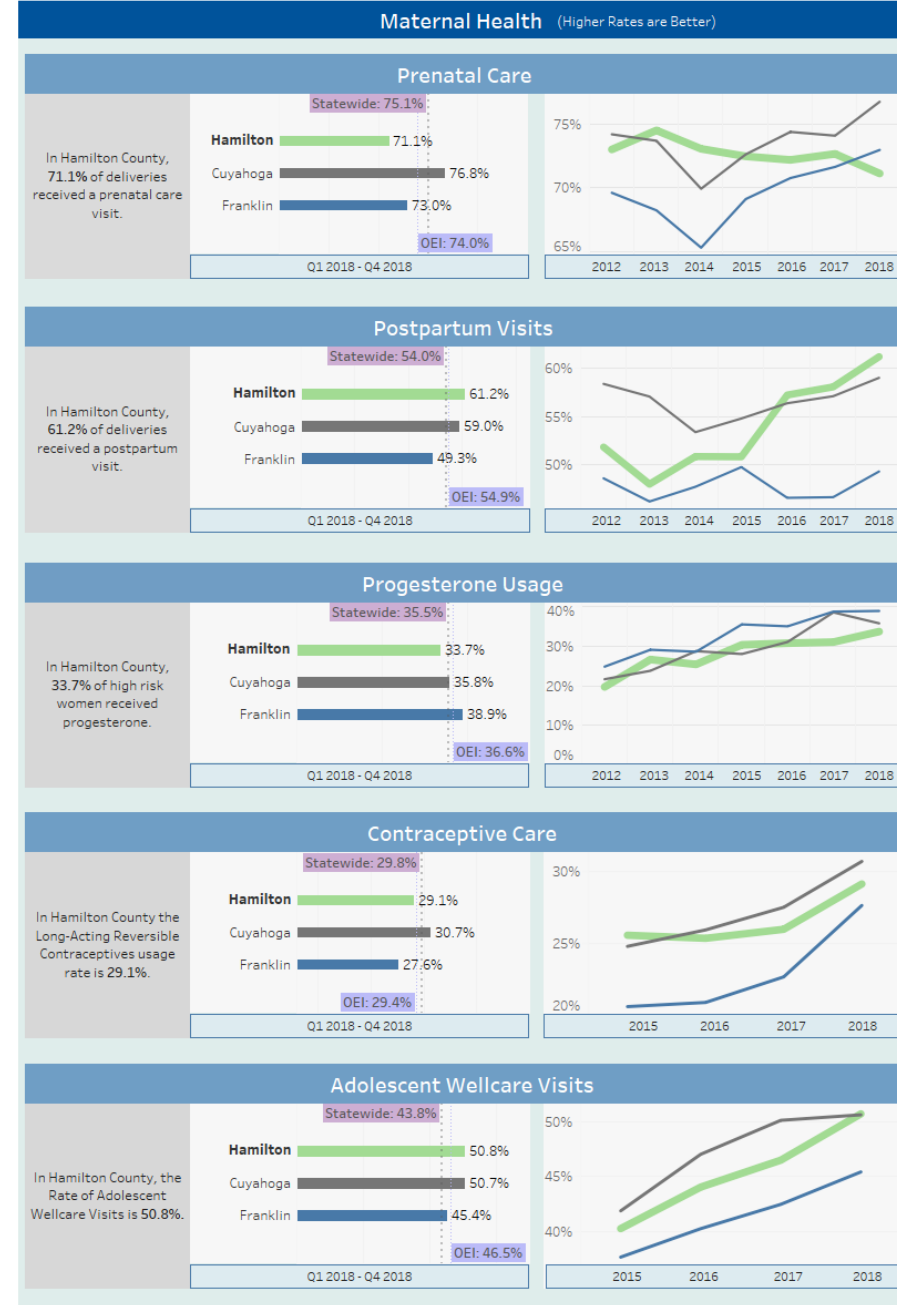 Maternal Health (Higher Rates are Better)
Prenatal Care
In Hamilton County,
71.1% of deliveries
received a prenatal care
visit.
Statewide: 75.1%
Hamilton 71.1%
Cuyahoga 76.8%
Franklin 73.0%
OEI: 74.0%
Q1 2018 - Q4 2018
75%
70%
65%
2012 2013 2014 2015 2016 2017 2018
Postpartum Visits
In Hamilton County,
61.2% of deliveries
received a postpartum
visit.
Statewide: 54.0%
Hamilton 61.2%
Cuyahoga 59.0%
Franklin 49.3%
OEI: 54.9%
Q1 2018 - Q4 2018
60%
55%
50%
2012 2013 2014 2015 2016 2017 2018
Progesterone Usage
In Hamilton County,
33.7% of high risk
women received
progesterone.
Statewide: 35.5%
Hamilton 33.7%
Cuyahoga 35.8%
Franklin 38.9%
OEI: 36.6%
Q1 2018 - Q4 2018
40%
30%
20%
10%
0%
2012 2013 2014 2015 2016 2017 2018
Contraceptive Care
In Hamilton County the
Long-Acting Reversible
Contraceptives usage
rate is 29.1%.
Statewide: 29.8%
Hamilton 29.1%
Cuyahoga 30.7%
Franklin 27.6%
OEI: 29.4%
Q1 2018 - Q4 2018
30%
25%
20%
2015 2016 2017 2018
Adolescent Wellcare Visits
In Hamilton County, the
Rate of Adolescent
Wellcare Visits is 50.8%.
Statewide: 43.8%
Hamilton 50.8%
Cuyahoga 50.7%
Franklin 45.4%
OEI: 46.5%
Q1 2018 - Q4 2018
50%
45%
40%
2015 2016 2017 2018